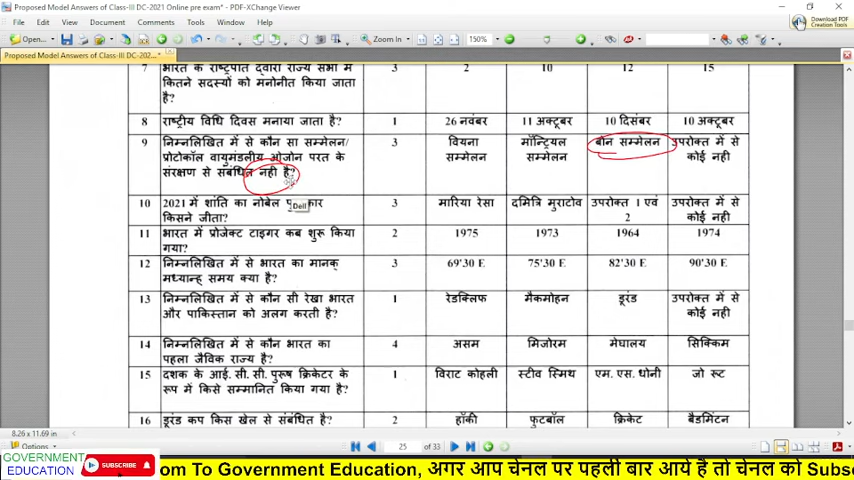 Proposed Model Answers of Class-III DC-2021 Online pre exam* - PDF-XChange Viewer
File Edit View Document Comments Tools Window Help
Open... Zoom In 150%
Download PDF Creation Tools
Proposed Model Answers of Class-III DC-202...
7 भारत के राष्ट्रपति द्वारा राज्य सभा में कितने सदस्यों को मनोनीत किया जाता है? 3 2 10 12 15
8 राष्ट्रीय विधि दिवस मनाया जाता है? 1 26 नवंबर 11 अक्टूबर 10 दिसंबर 10 अक्टूबर
9 निम्नलिखित में से कौन सा सम्मेलन/ प्रोटोकॉल वायुमंडलीय ओजोन परत के संरक्षण से संबंधित नही है? 3 वियना सम्मेलन मॉन्ट्रियल सम्मेलन बॉन सम्मेलन उपरोक्त में से कोई नही
Dell
10 2021 में शांति का नोबेल किसने जीता? 3 मारिया रेसा दमित्रि मुराटोव उपरोक्त 1 एवं 2 उपरोक्त में से कोई नही
11 भारत में प्रोजेक्ट टाइगर कब शुरू किया गया? 2 1975 1973 1964 1974
12 निम्नलिखित में से भारत का मानक् मध्यान्ह् समय क्या है? 3 69'30 E 75'30 E 82'30 E 90'30 E
13 निम्नलिखित में से कौन सी रेखा भारत और पाकिस्तान को अलग करती है? 1 रेडक्लिफ मैकमोहन डूरंड उपरोक्त में से कोई नही
14 निम्नलिखित में से कौन भारत का पहला जैविक राज्य है? 4 असम मिजोरम मेघालय सिक्किम
15 दशक के आई. सी. सी. पुरूष क्रिकेटर के रूप में किसे सम्मानित किया गया है? 1 विराट कोहली स्टीव स्मिथ एम. एस. धोनी जो रूट
16 डूरंड कप किस खेल से संबंधित है? 2 हॉकी फुटबॉल क्रिकेट बैडमिंटन
8.26 x 11.69 in
Options 25 of 33
GOVERNMENT EDUCATION SUBSCRIBE om To Government Education, अगर आप चेनल पर पहली बार आये है तो चेनल को Subsc